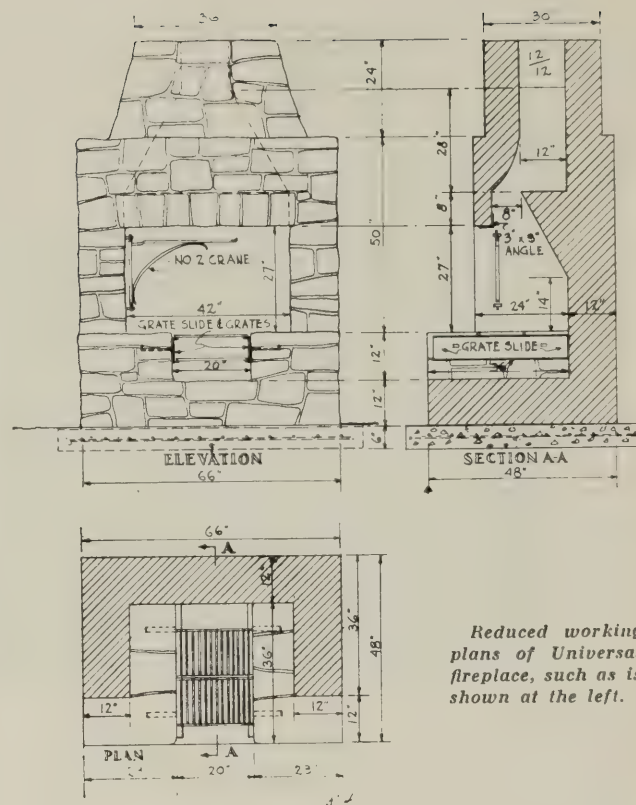 36
30
12
12
24"
28"
12"
8"
8"
50"
3" x 3"
ANGLE
NO 2 CRANE
27"
27"
42"
24"
14"
12"
GRATE SLIDE & GRATES
GRATE SLIDE
20"
12"
12"
6"
ELEVATION
SECTION A-A
66"
48"
66"
A
12"
36"
36"
48"
12"
12"
12"
PLAN
A
20"
23"
Reduced working
plans of Universa
fireplace, such as is
shown at the left.